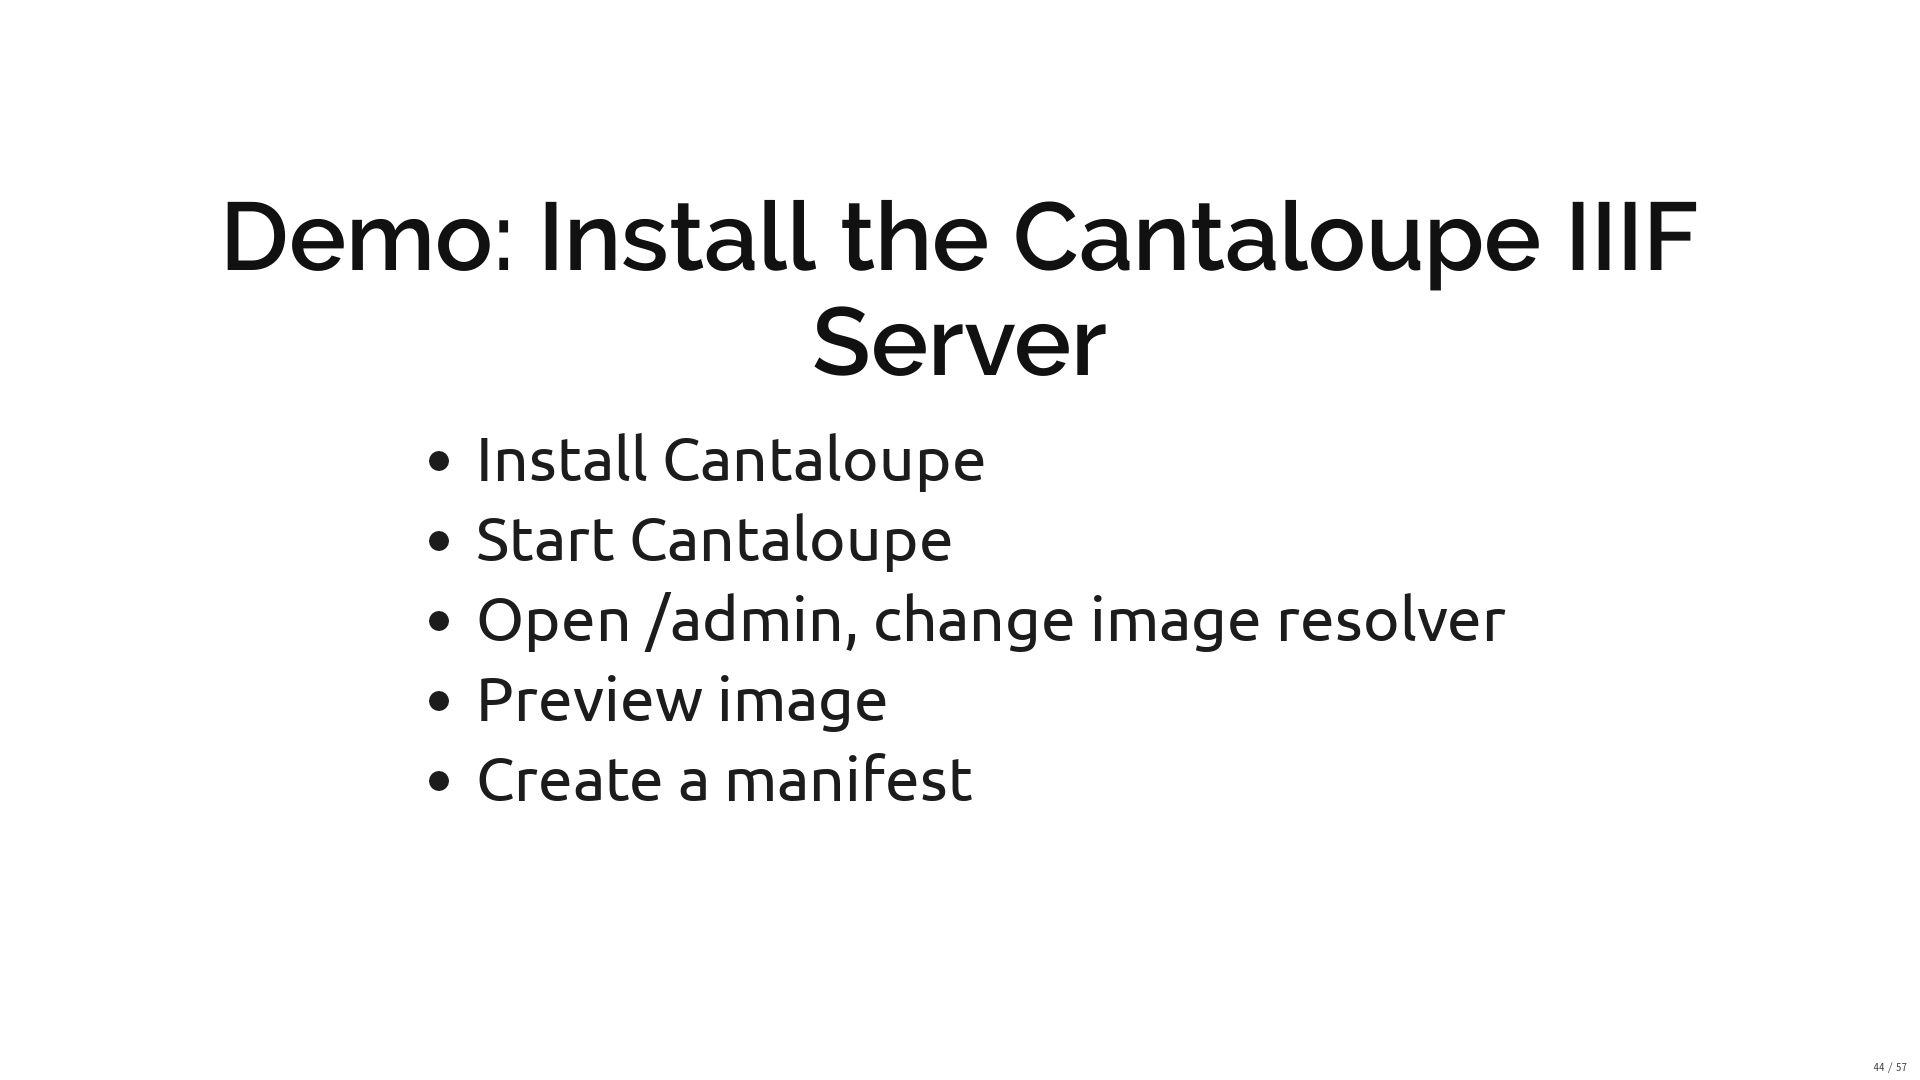 Demo: Install the Cantaloupe IIIF
Server
• Install Cantaloupe
• Start Cantaloupe
• Open /admin, change image resolver
• Preview image
• Create a manifest
44 / 57